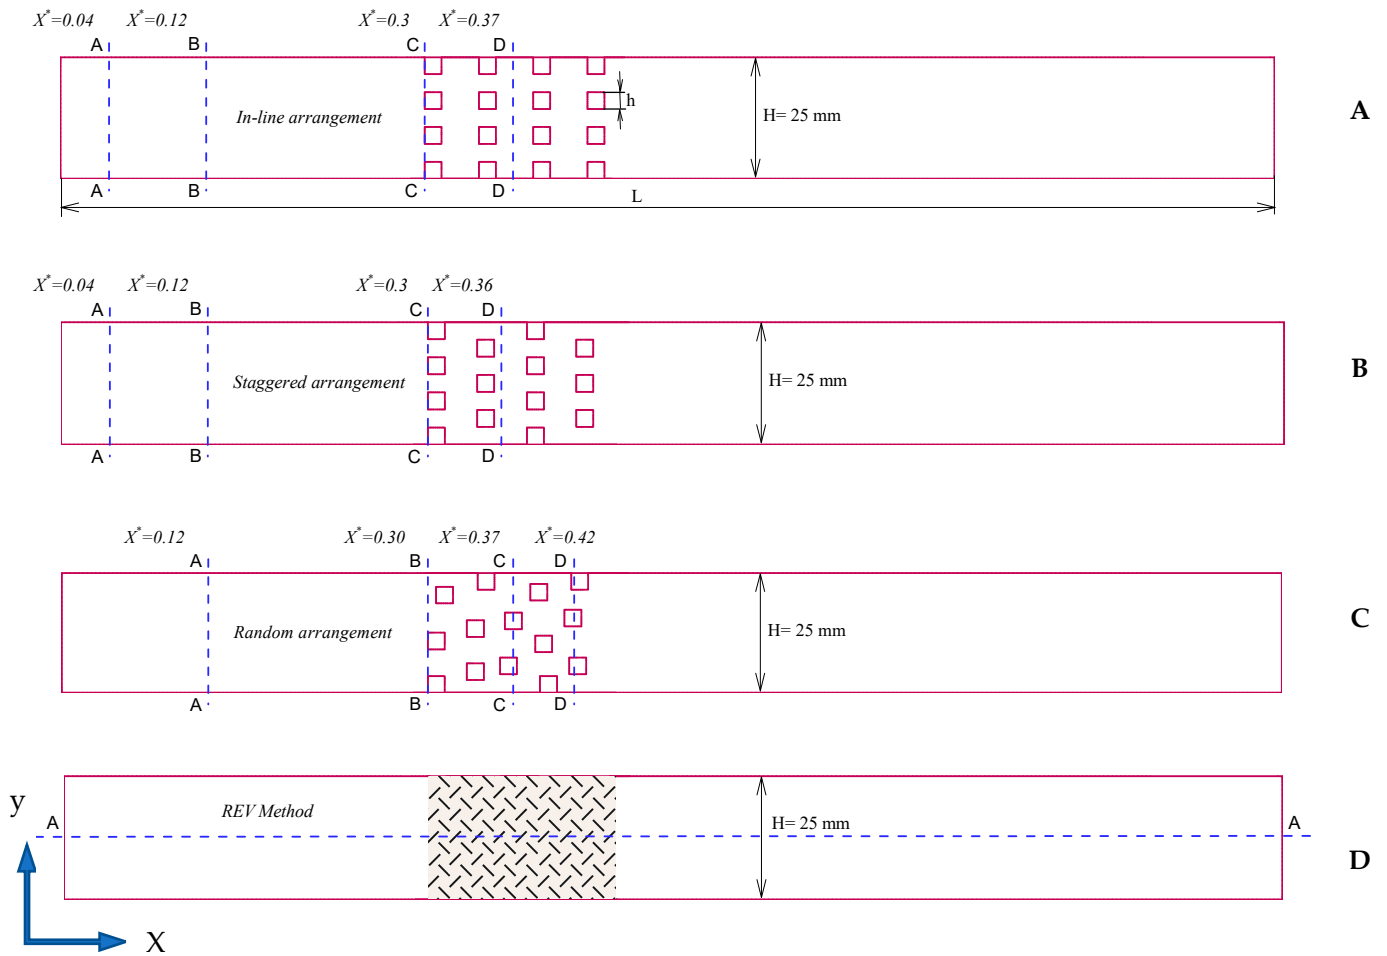 X*=0.04 X*=0.12 X*=0.3 X*=0.37
A B C D
In-line arrangement h H= 25 mm A
A B C D
L
X*=0.04 X*=0.12 X*=0.3 X*=0.36
A B C D
Staggered arrangement H= 25 mm B
A B C D
X*=0.12 X*=0.30 X*=0.37 X*=0.42
A B C D
Random arrangement H= 25 mm C
A B C D
REV Method
y A H= 25 mm A
D
X